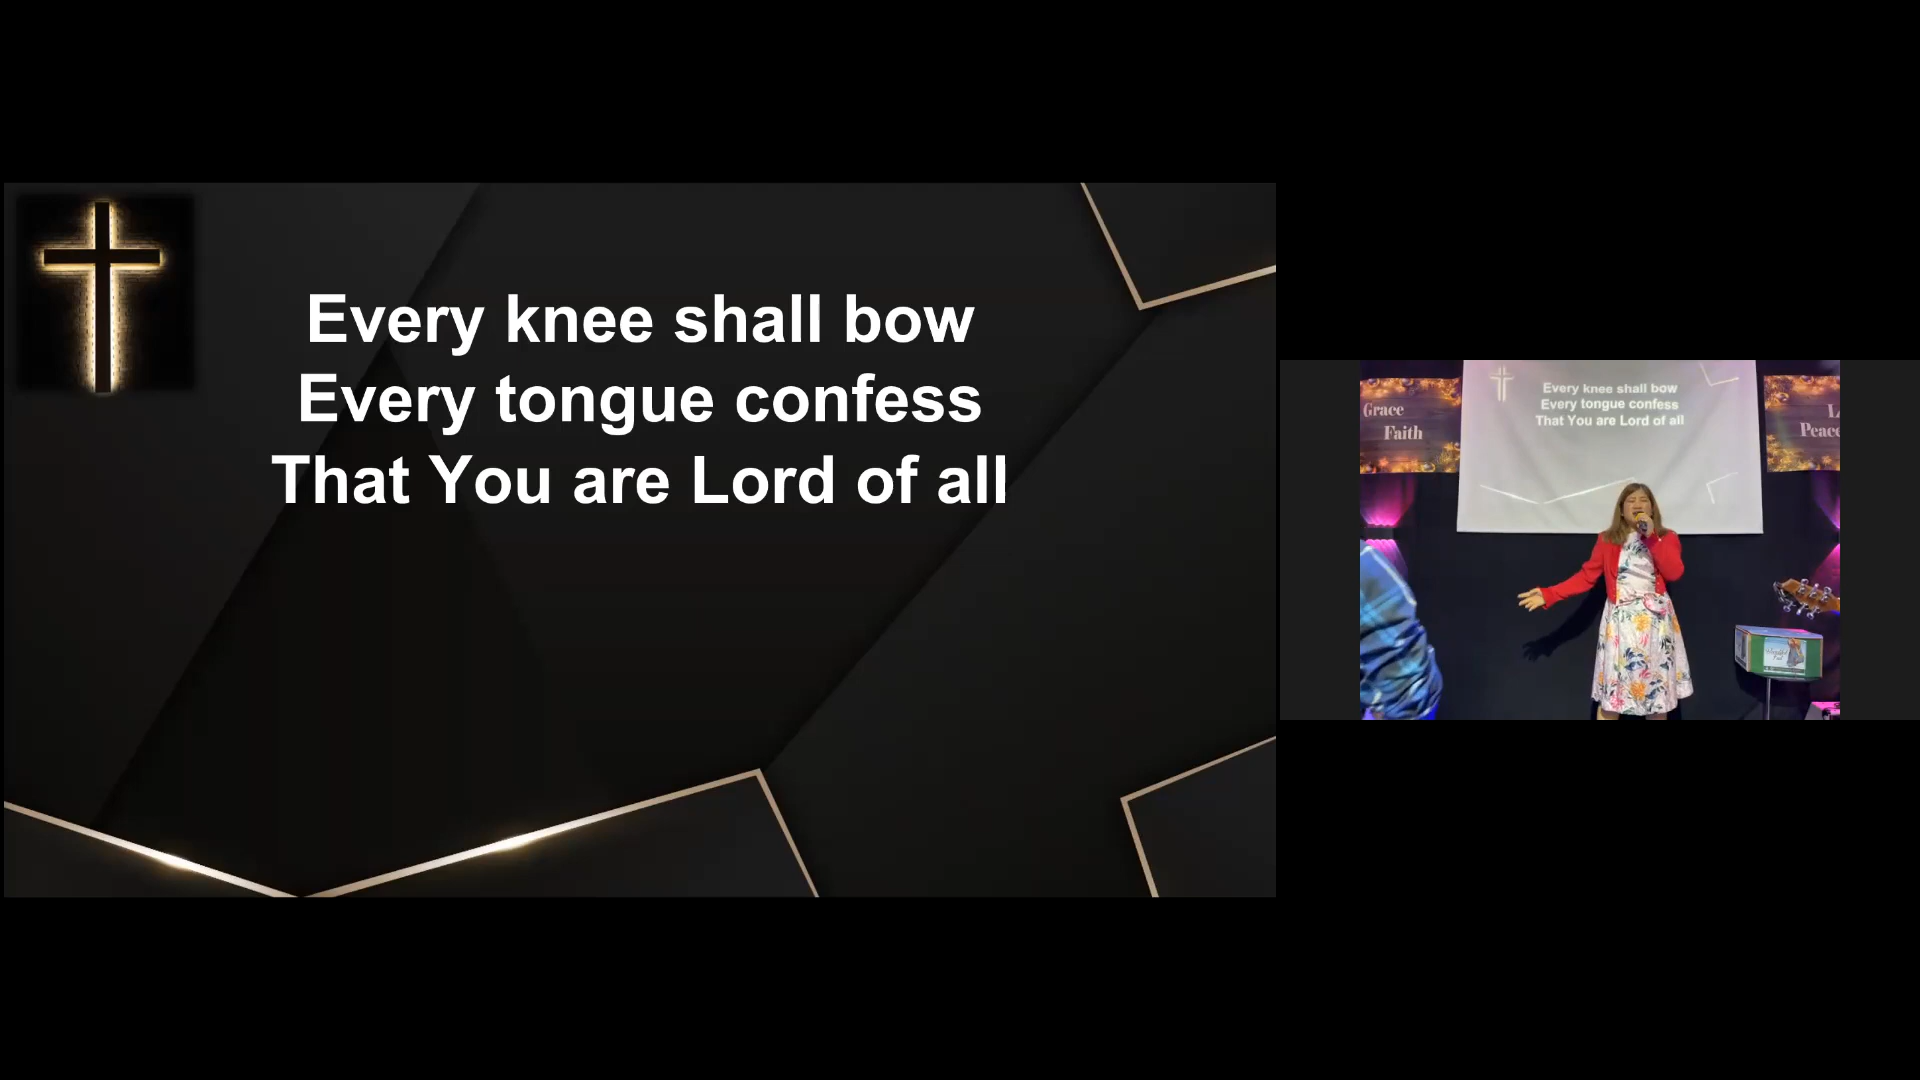 Every knee shall bow
Every tongue confess
That You are Lord of all
Grace
Faith
Every knee shall bow
Every tongue confess
That You are Lord of all
Peace